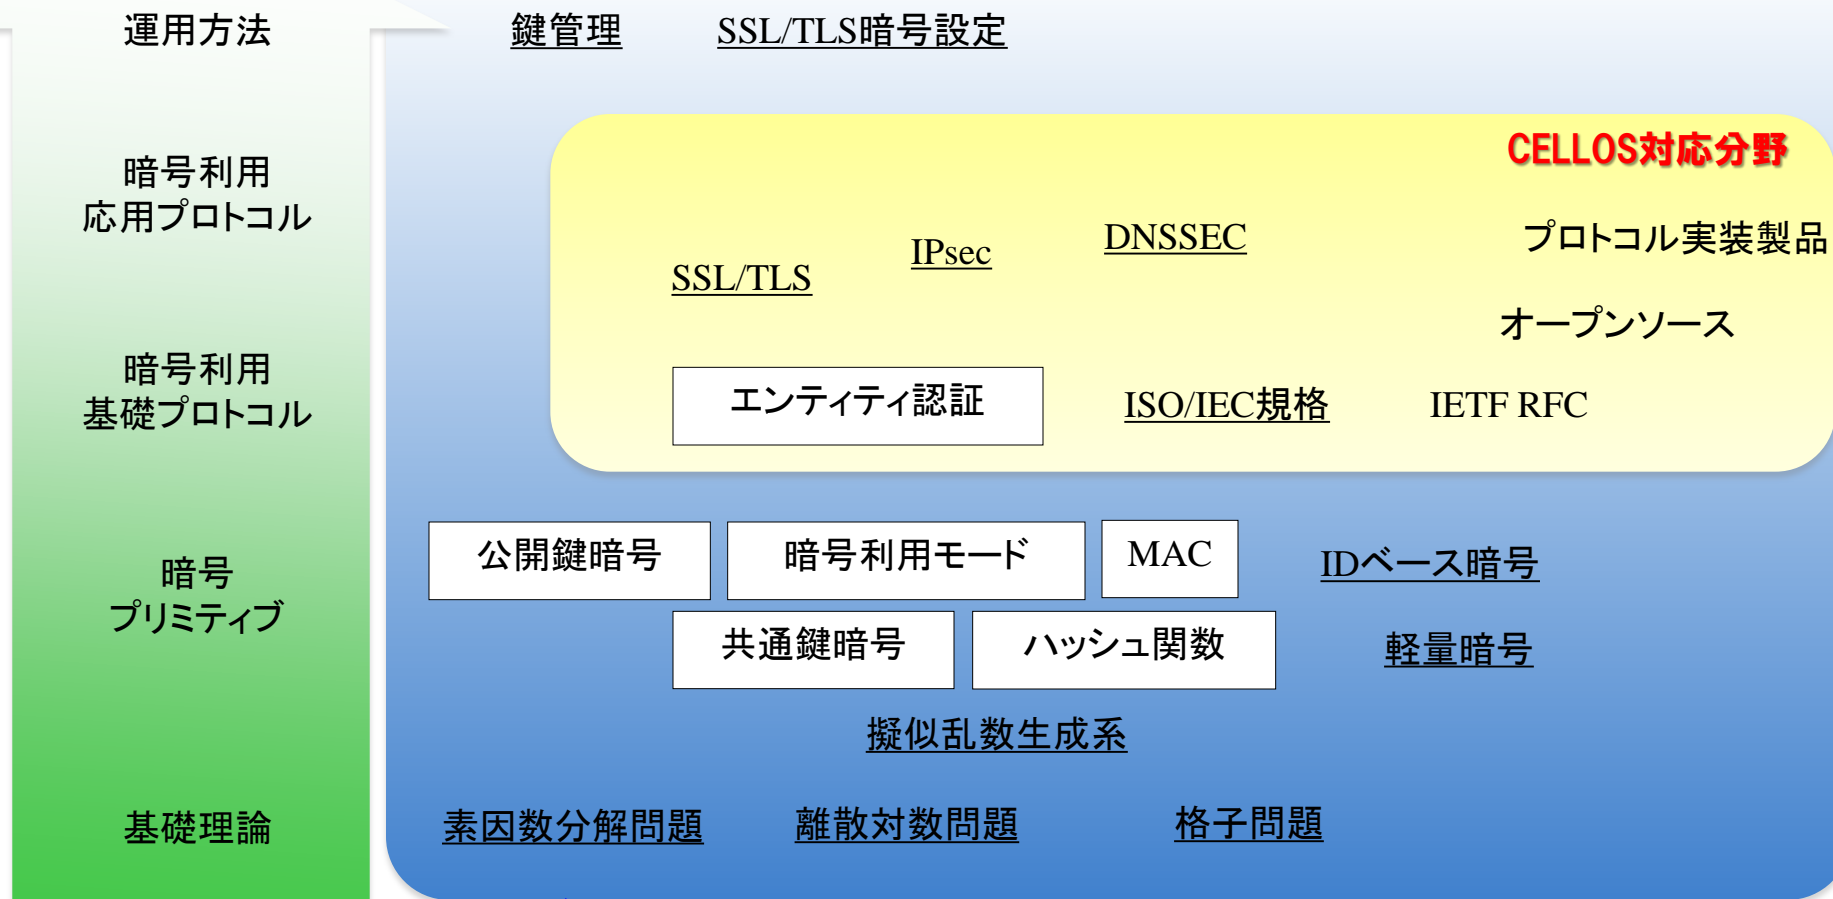 運用方法
鍵管理
SSL/TLS暗号設定
CELLOS対応分野
暗号利用
応用プロトコル
SSL/TLS
IPsec
DNSSEC
プロトコル実装製品
オープンソース
暗号利用
基礎プロトコル
エンティティ認証
ISO/IEC規格
IETF RFC
暗号
プリミティブ
公開鍵暗号
暗号利用モード
MAC
IDベース暗号
共通鍵暗号
ハッシュ関数
軽量暗号
擬似乱数生成系
基礎理論
素因数分解問題
離散対数問題
格子問題